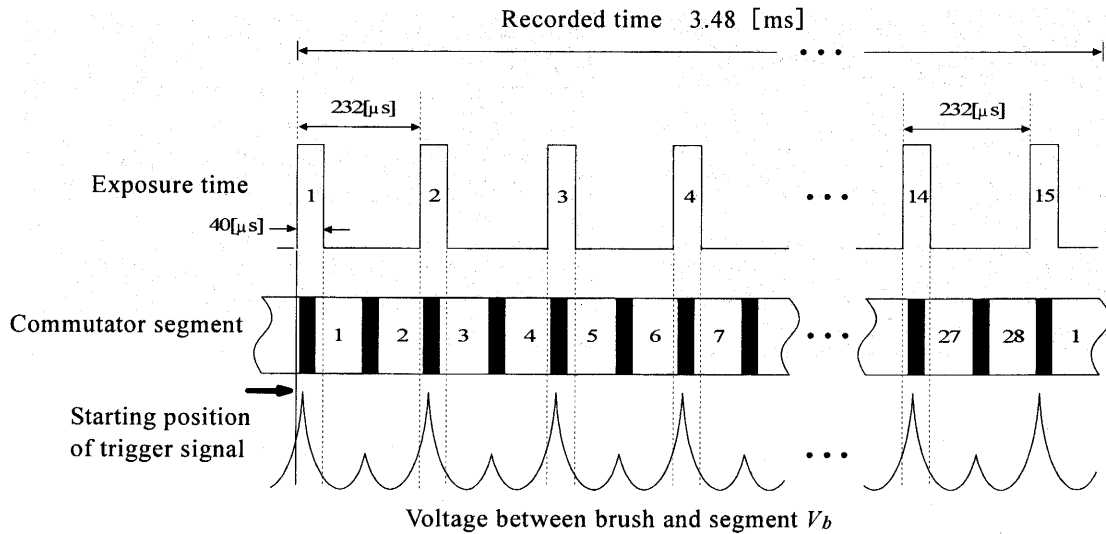 Recorded time 3.48 [ms]
• • •
232[μs] 232[μs]
Exposure time 1 2 3 4 • • • 14 15
40[μs]
Commutator segment 1 2 3 4 5 6 7 • • • 27 28 1
Starting position
of trigger signal
• • •
Voltage between brush and segment Vb